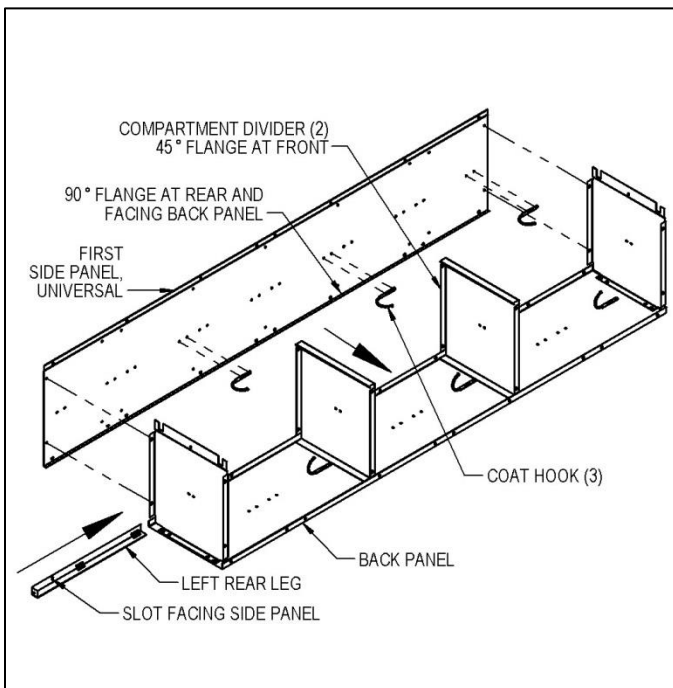 COMPARTMENT DIVIDER (2)
45° FLANGE AT FRONT
90° FLANGE AT REAR AND
FACING BACK PANEL
FIRST
SIDE PANEL,
UNIVERSAL
COAT HOOK (3)
BACK PANEL
LEFT REAR LEG
SLOT FACING SIDE PANEL